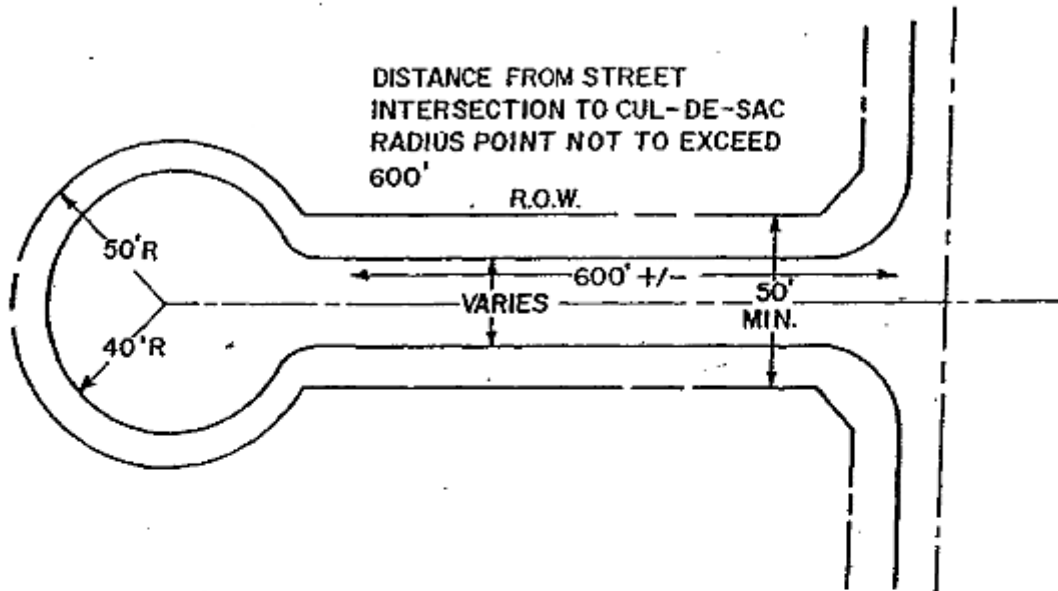 DISTANCE FROM STREET
INTERSECTION TO CUL-DE-SAC
RADIUS POINT NOT TO EXCEED
600'
R.O.W.
50'R
600' +/-
50'
VARIES
MIN.
40'R